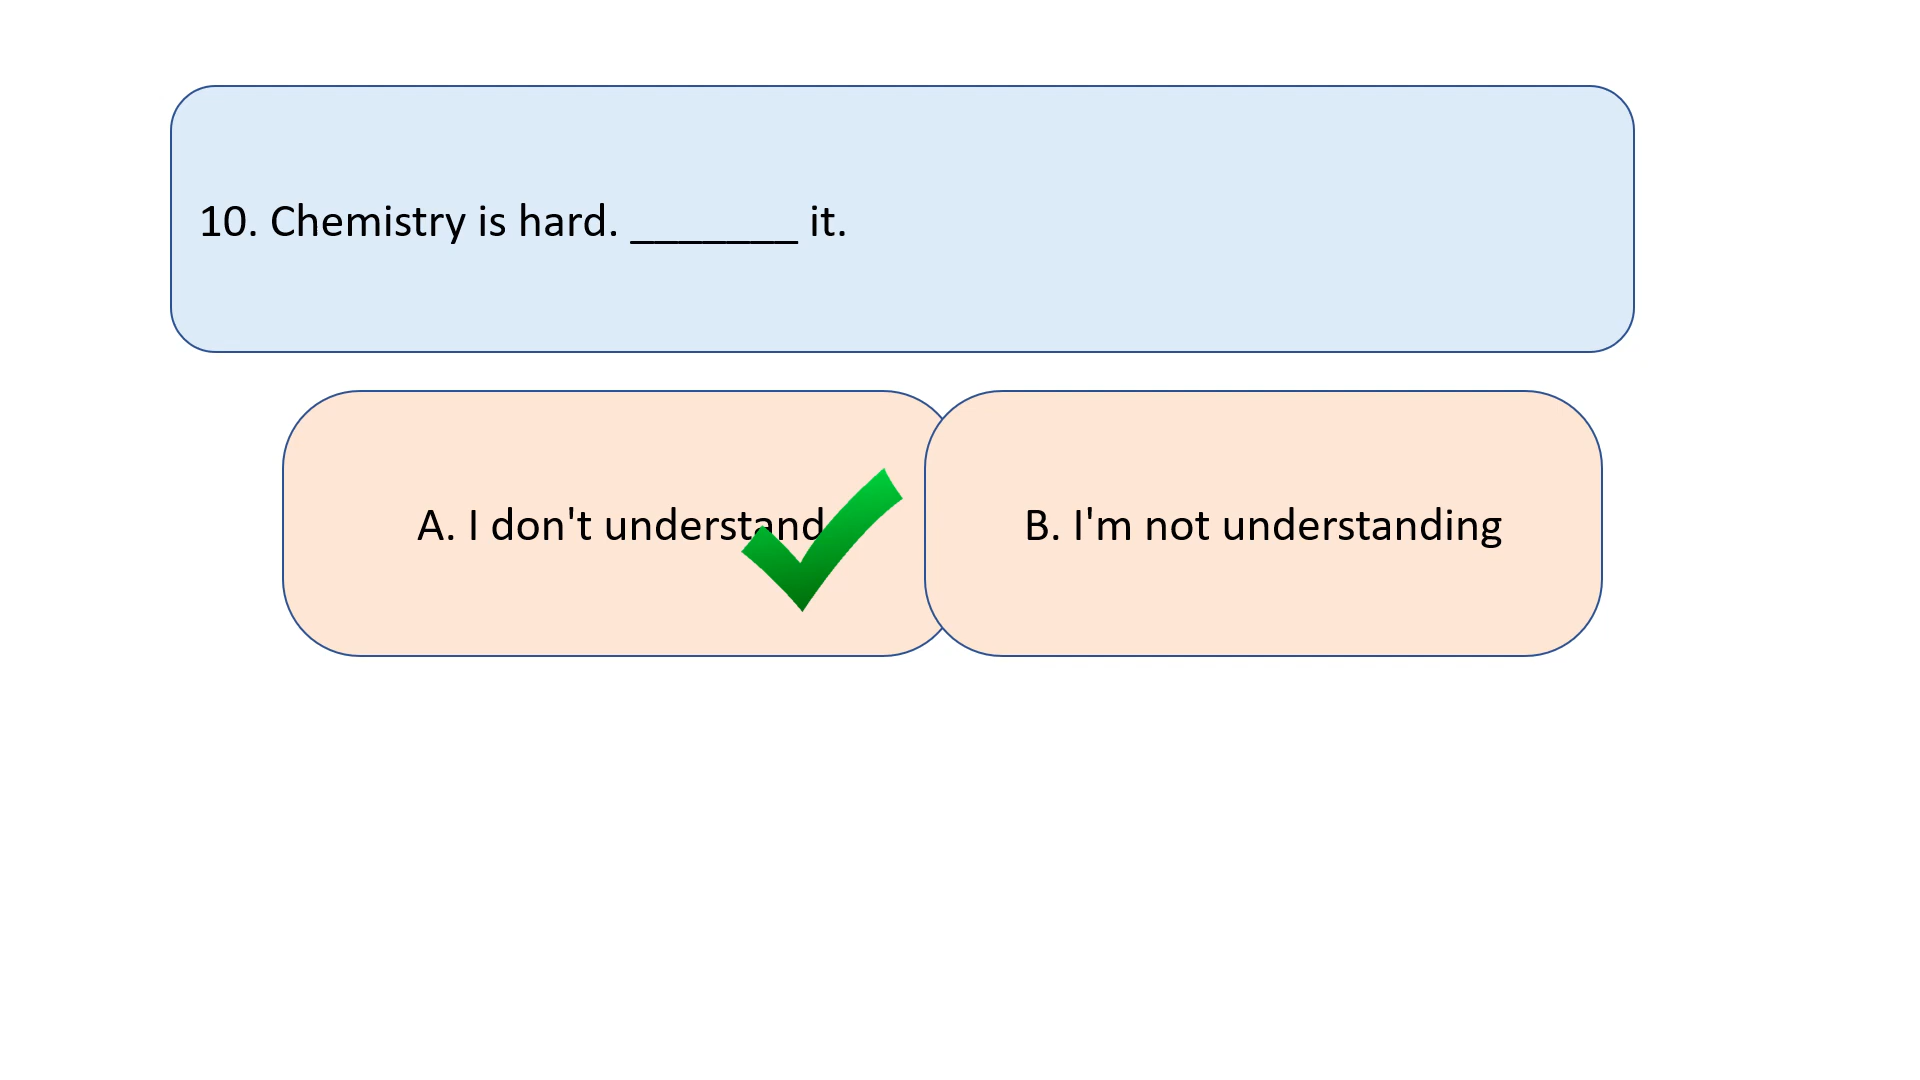 10. Chemistry is hard. _______ it.
A. I don't understand
B. I'm not understanding